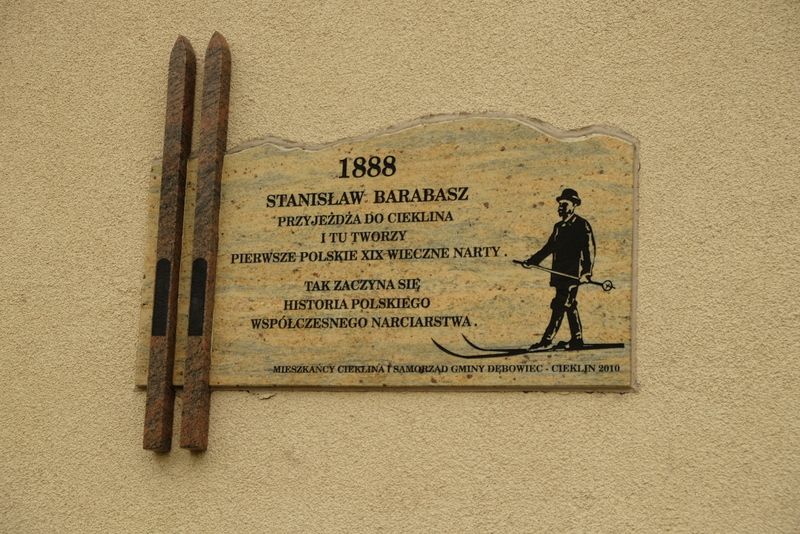 1888
STANISŁAW BARABASZ
PRZYJEŻDŻA DO CIEKLINA
I TU TWORZY
PIERWSZE POLSKIE XIX WIECZNE NARTY .
TAK ZACZYNA SIĘ
HISTORIA POLSKIEGO
WSPÓŁCZESNEGO NARCIARSTWA .
MIESZKAŃCY CIEKLINA I SAMORZĄD GMINY DĘBOWIEC - CIEKLIN 2010